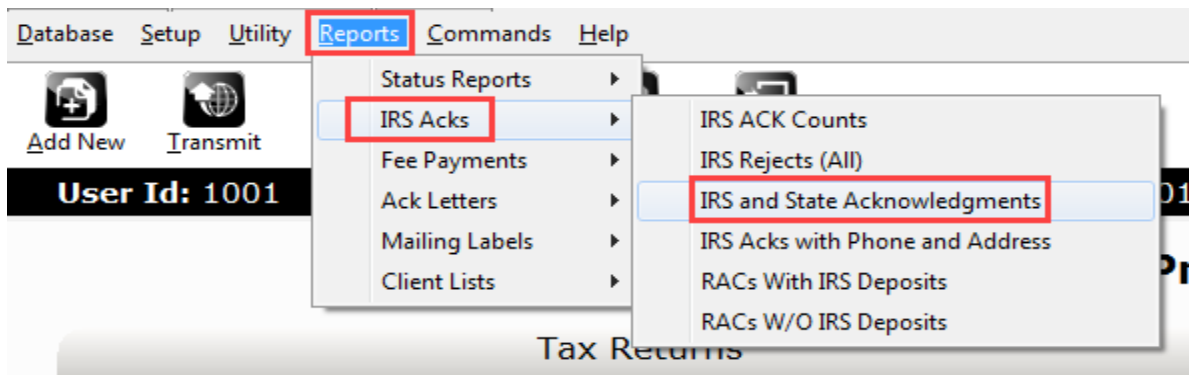 Database Setup Utility Reports Commands Help
Add New Transmit
Status Reports
IRS Acks
Fee Payments
Ack Letters
Mailing Labels
Client Lists
IRS ACK Counts
IRS Rejects (All)
IRS and State Acknowledgments
IRS Acks with Phone and Address
RACs With IRS Deposits
RACs W/O IRS Deposits
User Id: 1001
Tax Returns